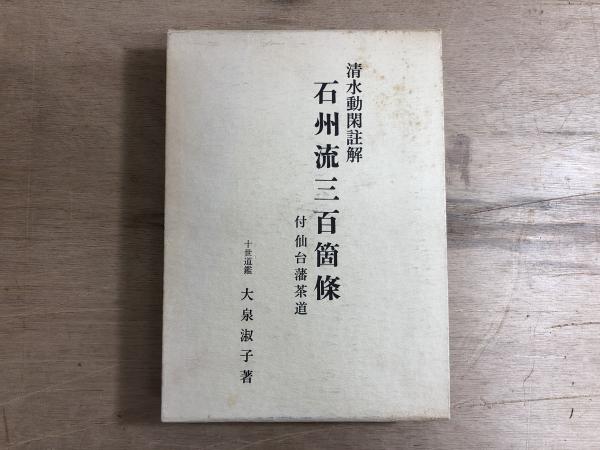 清水動閑註解
石州流三百箇條
付仙台藩茶道
十世道鑑 大泉淑子著